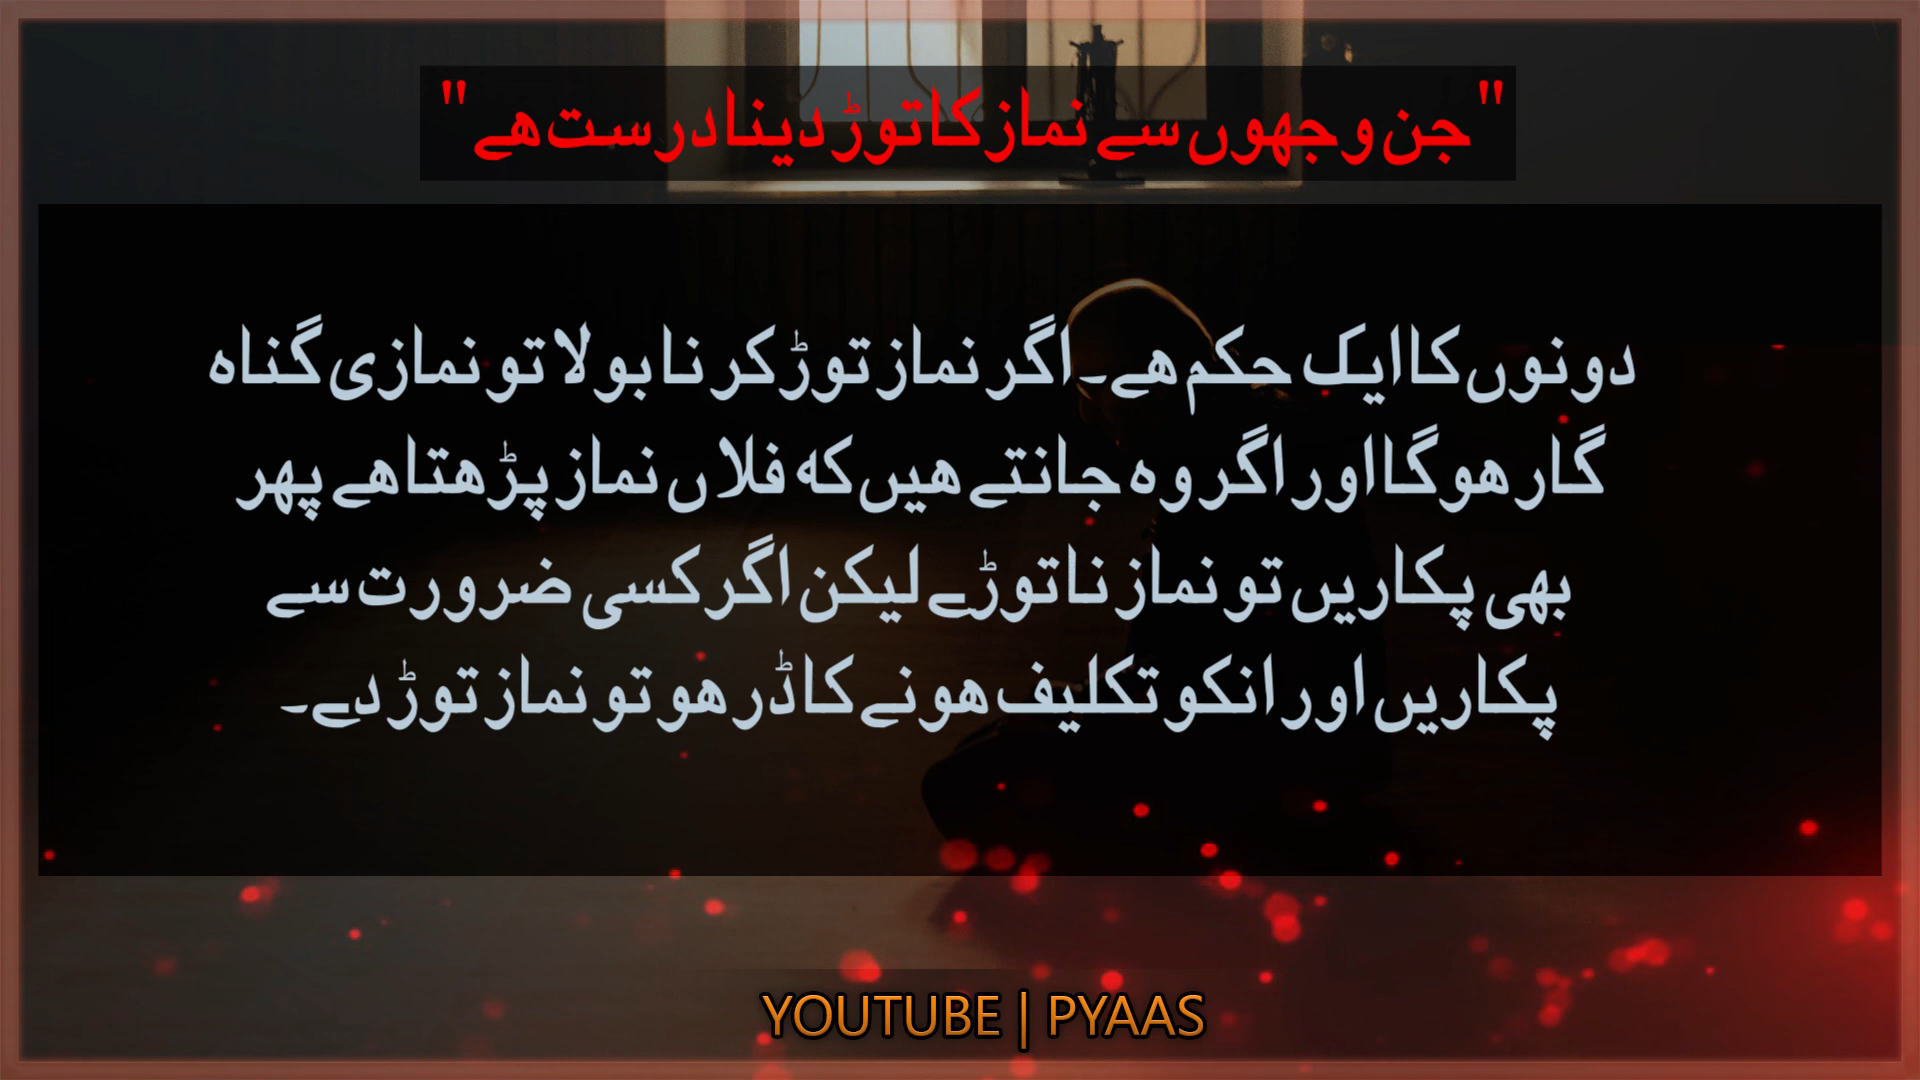 "جن وجھوں سے نماز کا توڑ دینا درست ھے"
دونوں کا ایک حکم ھے۔ اگر نماز توڑ کر نا بولا تو نمازی گناہ
گار ھوگا اور اگر وہ جانتے ھیں کہ فلاں نماز پڑھتا ھے پھر
بھی پکاریں تو نماز نا توڑے لیکن اگر کسی ضرورت سے
پکاریں اور انکو تکلیف ھونے کا ڈر ھو تو نماز توڑ دے۔
YOUTUBE | PYAAS